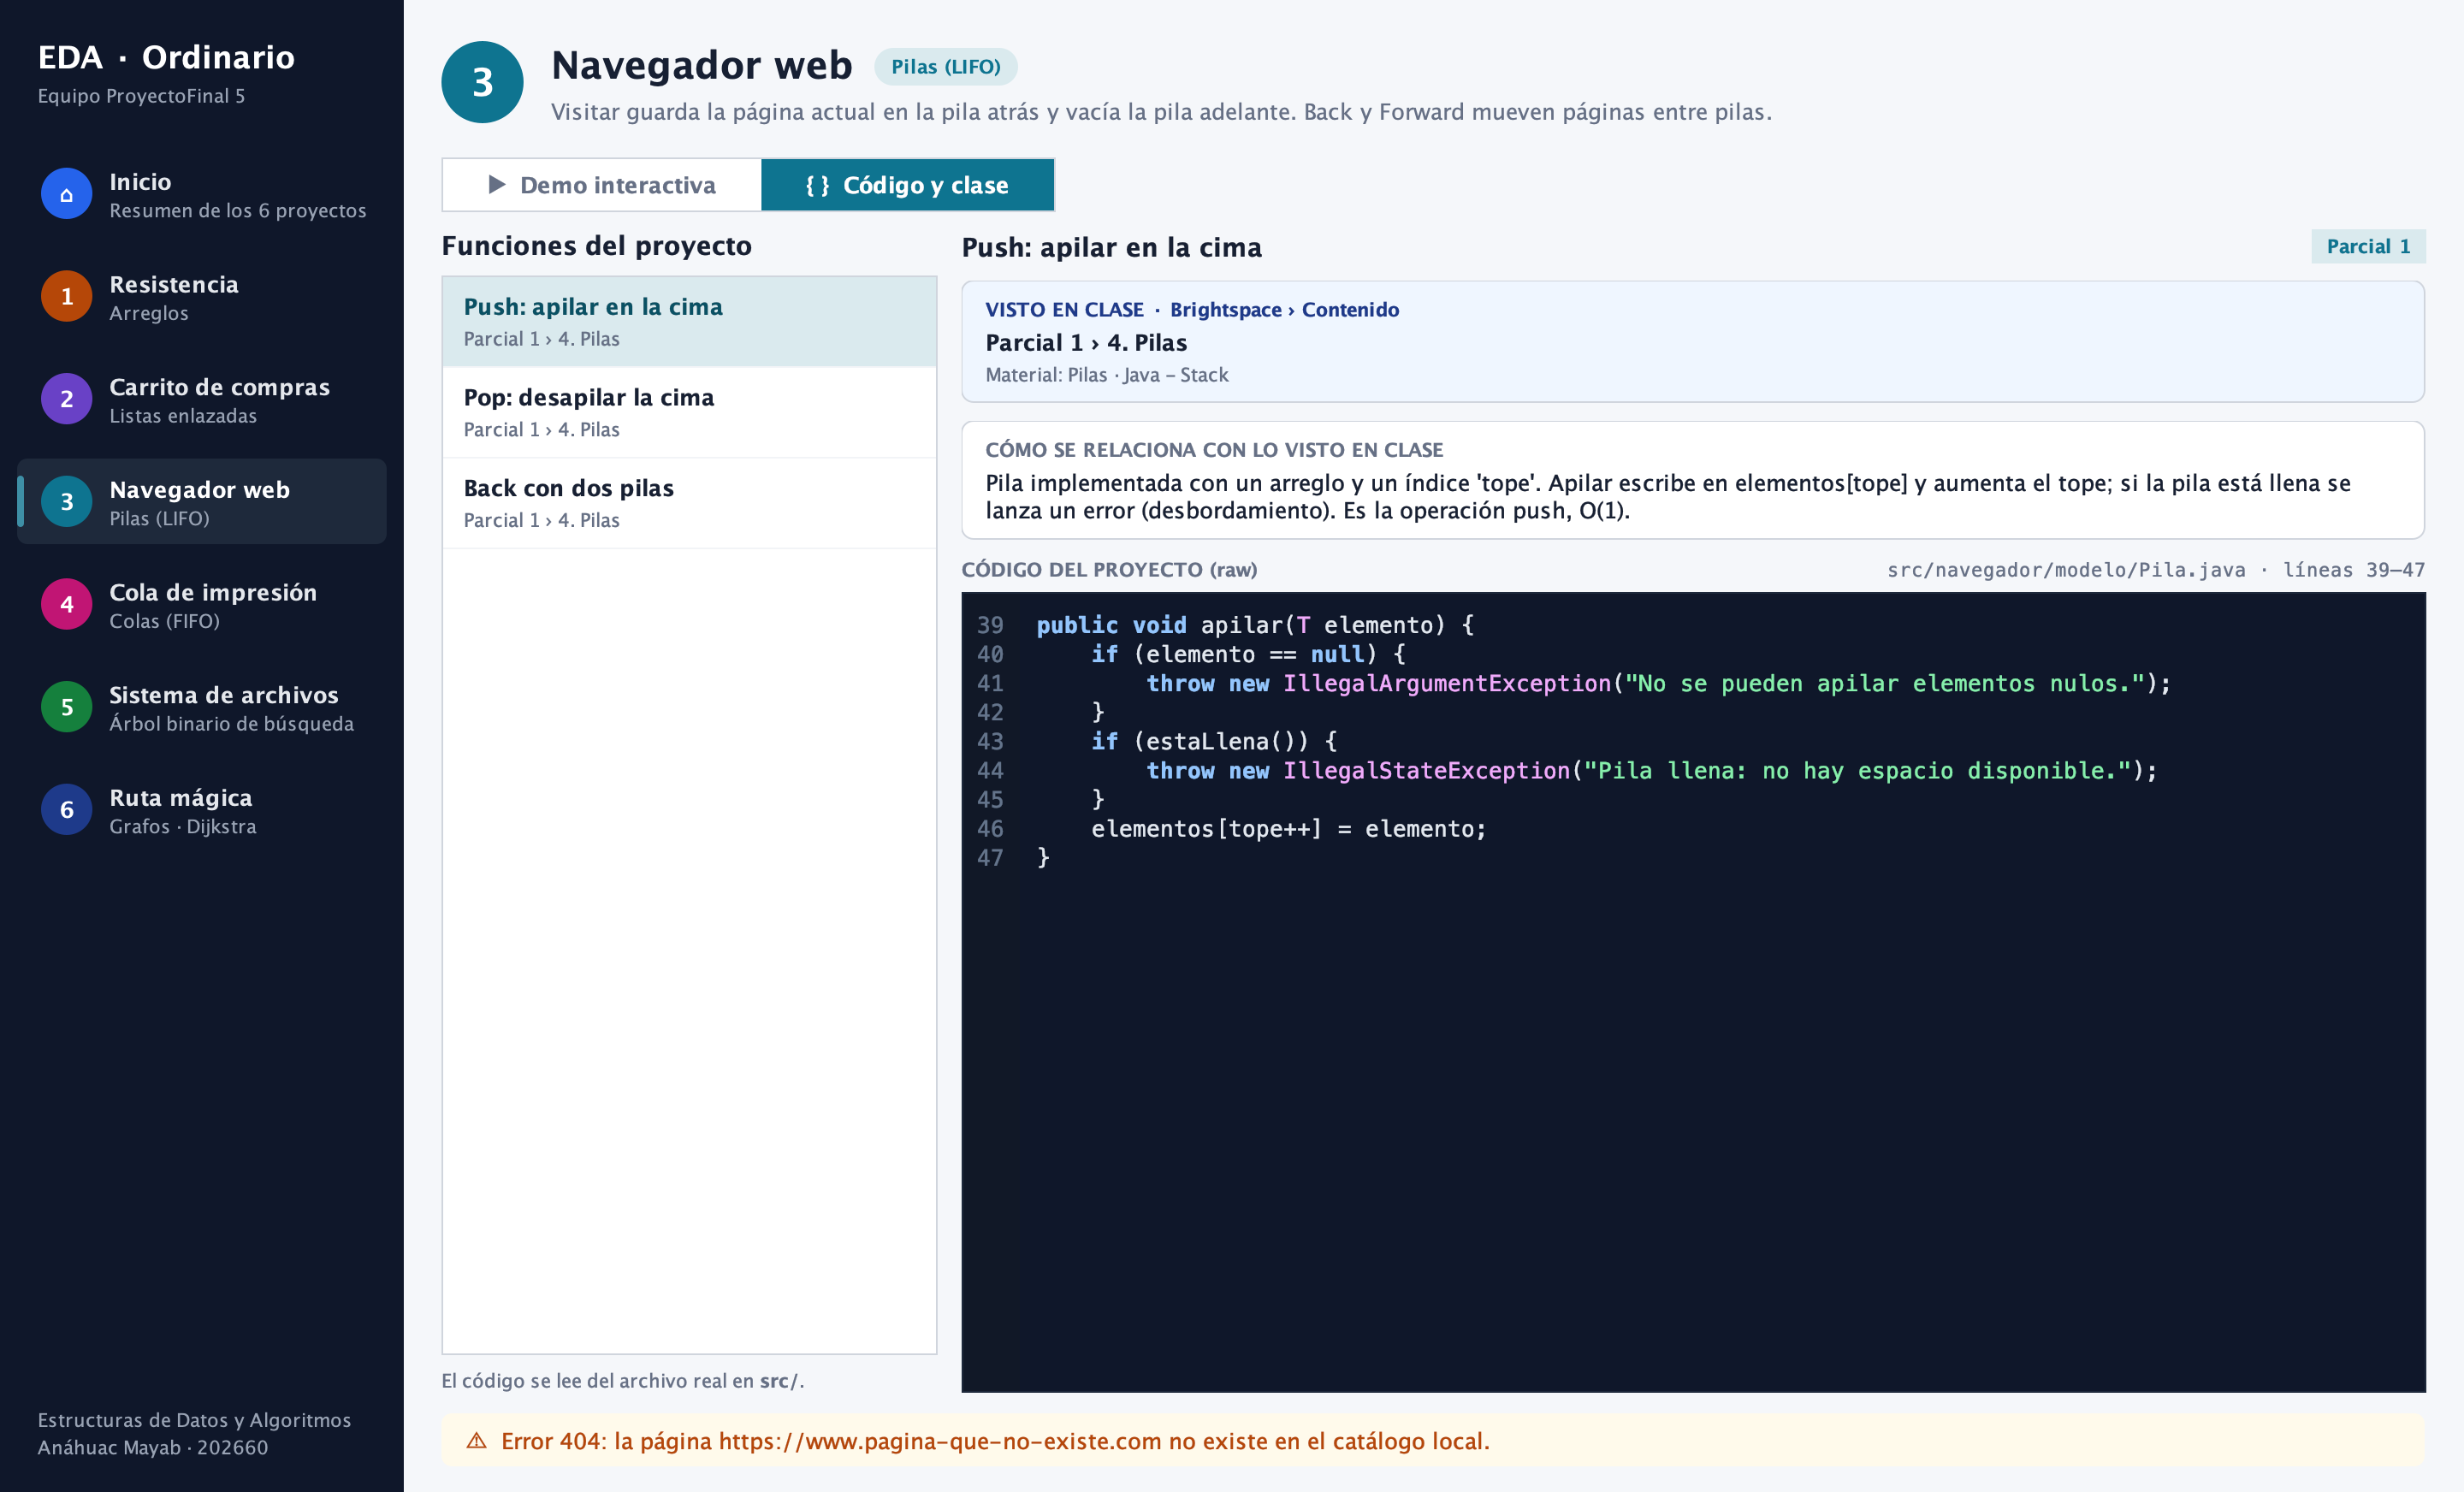 EDA · Ordinario
Equipo ProyectoFinal 5
Inicio
Resumen de los 6 proyectos
1
Resistencia
Arreglos
2
Carrito de compras
Listas enlazadas
3
Navegador web
Pilas (LIFO)
4
Cola de impresión
Colas (FIFO)
5
Sistema de archivos
Árbol binario de búsqueda
6
Ruta mágica
Grafos · Dijkstra
Estructuras de Datos y Algoritmos
Anáhuac Mayab · 202660
3
Navegador web
Pilas (LIFO)
Visitar guarda la página actual en la pila atrás y vacía la pila adelante. Back y Forward mueven páginas entre pilas.
▶ Demo interactiva
{ } Código y clase
Funciones del proyecto
Push: apilar en la cima
Parcial 1 › 4. Pilas
Pop: desapilar la cima
Parcial 1 › 4. Pilas
Back con dos pilas
Parcial 1 › 4. Pilas
El código se lee del archivo real en src/.
Push: apilar en la cima
Parcial 1
VISTO EN CLASE · Brightspace › Contenido
Parcial 1 › 4. Pilas
Material: Pilas · Java – Stack
CÓMO SE RELACIONA CON LO VISTO EN CLASE
Pila implementada con un arreglo y un índice 'tope'. Apilar escribe en elementos[tope] y aumenta el tope; si la pila está llena se
lanza un error (desbordamiento). Es la operación push, O(1).
CÓDIGO DEL PROYECTO (raw)
src/navegador/modelo/Pila.java · líneas 39–47
39 public void apilar(T elemento) {
40     if (elemento == null) {
41         throw new IllegalArgumentException("No se pueden apilar elementos nulos.");
42     }
43     if (estaLlena()) {
44         throw new IllegalStateException("Pila llena: no hay espacio disponible.");
45     }
46     elementos[tope++] = elemento;
47 }
⚠ Error 404: la página https://www.pagina-que-no-existe.com no existe en el catálogo local.